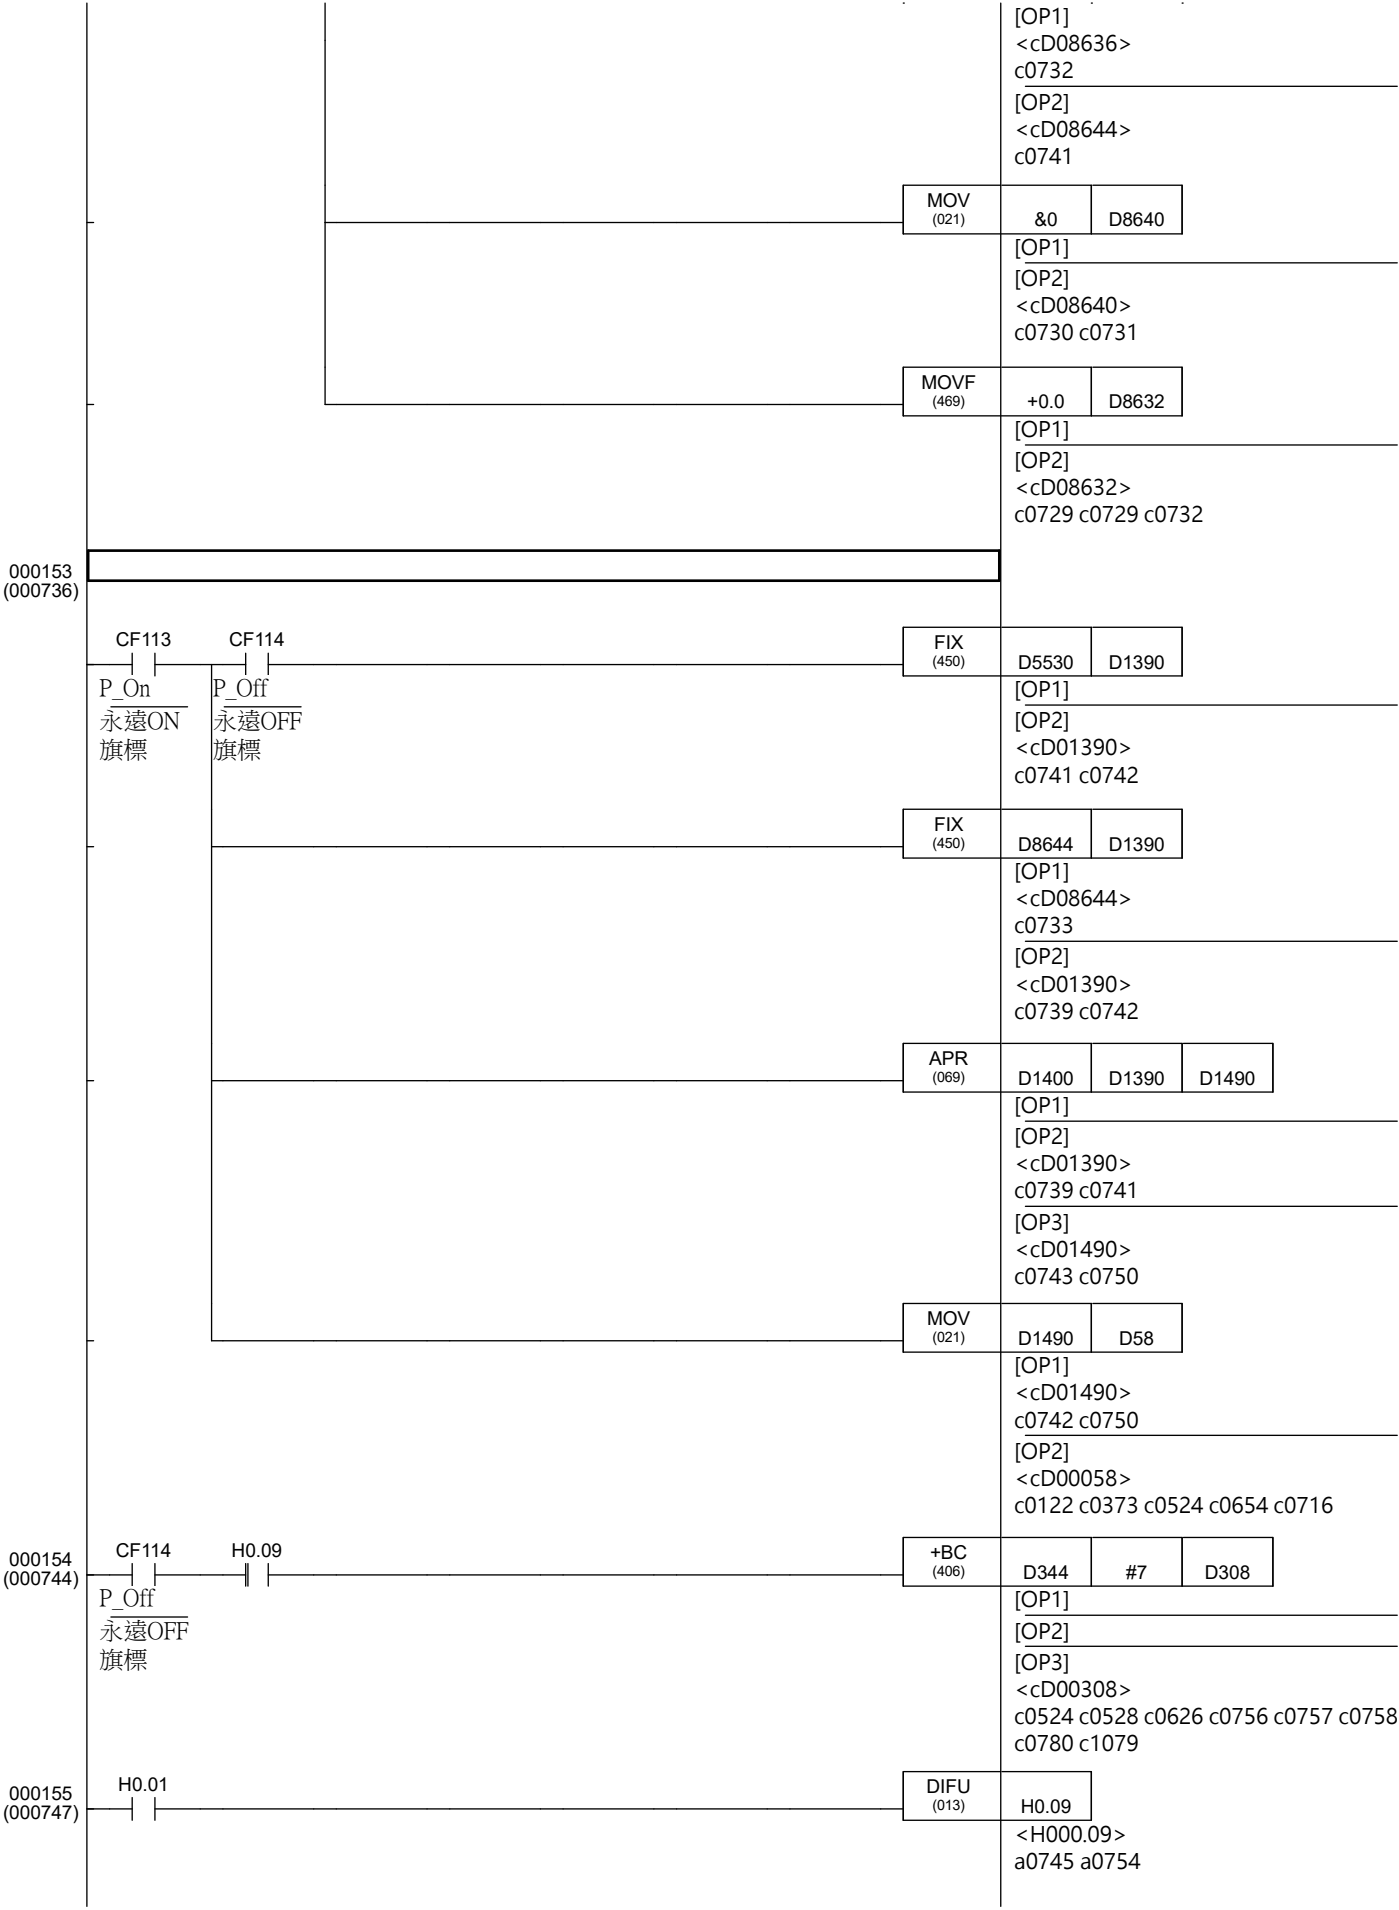 [OP1]
<cD08636>
c0732
[OP2]
<cD08644>
c0741
MOV
(021)
&0 D8640
[OP1]
[OP2]
<cD08640>
c0730 c0731
MOVF
(469)
+0.0 D8632
[OP1]
[OP2]
<cD08632>
c0729 c0729 c0732
000153
(000736)
CF113 CF114
P_On P_Off
永遠ON 永遠OFF
旗標 旗標
FIX
(450)
D5530 D1390
[OP1]
[OP2]
<cD01390>
c0741 c0742
FIX
(450)
D8644 D1390
[OP1]
<cD08644>
c0733
[OP2]
<cD01390>
c0739 c0742
APR
(069)
D1400 D1390 D1490
[OP1]
[OP2]
<cD01390>
c0739 c0741
[OP3]
<cD01490>
c0743 c0750
MOV
(021)
D1490 D58
[OP1]
<cD01490>
c0742 c0750
[OP2]
<cD00058>
c0122 c0373 c0524 c0654 c0716
000154
(000744)
CF114 H0.09
P_Off
永遠OFF
旗標
+BC
(406)
D344 #7 D308
[OP1]
[OP2]
[OP3]
<cD00308>
c0524 c0528 c0626 c0756 c0757 c0758
c0780 c1079
000155
(000747)
H0.01
DIFU
(013)
H0.09
<H000.09>
a0745 a0754